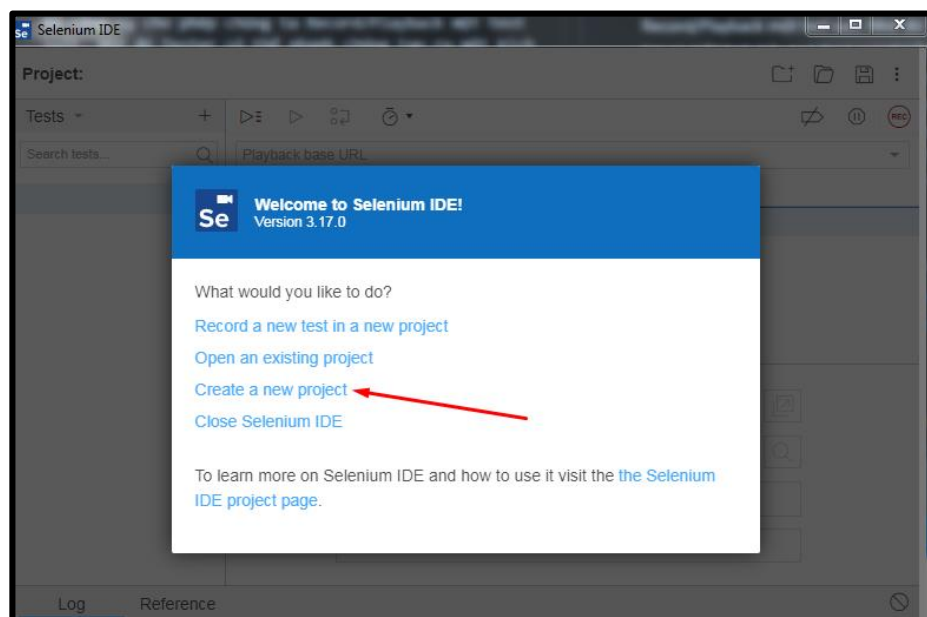 Selenium IDE
Project:
Tests
Search tests...
Playback base URL
REC
Se
Welcome to Selenium IDE!
Version 3.17.0
What would you like to do?
Record a new test in a new project
Open an existing project
Create a new project
Close Selenium IDE
To learn more on Selenium IDE and how to use it visit the the Selenium
IDE project page.
Log Reference